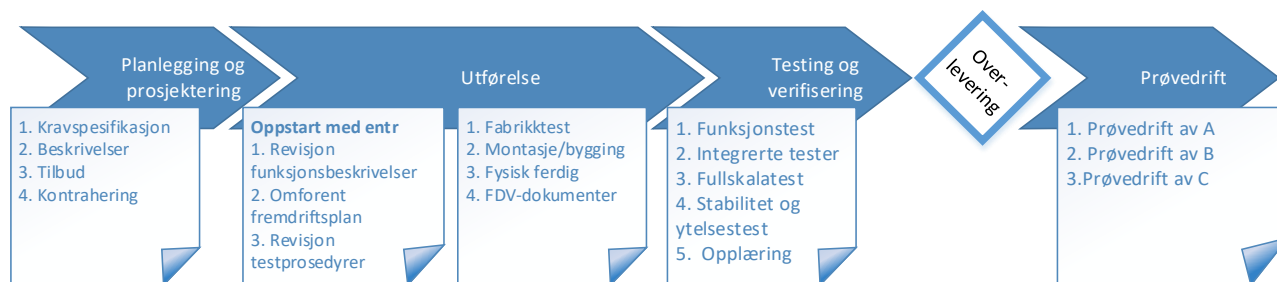 Planlegging og
prosjektering
Utførelse
Testing og
verifisering
Over-
levering
Prøvedrift
1. Kravspesifikasjon
2. Beskrivelser
3. Tilbud
4. Kontrahering
Oppstart med entr
1. Revisjon
funksjonsbeskrivelser
2. Omforent
fremdriftsplan
3. Revisjon
testprosedyrer
1. Fabrikktest
2. Montasje/bygging
3. Fysisk ferdig
4. FDV-dokumenter
1. Funksjonstest
2. Integrerte tester
3. Fullskalatest
4. Stabilitet og
ytelsestest
5. Opplæring
1. Prøvedrift av A
2. Prøvedrift av B
3.Prøvedrift av C